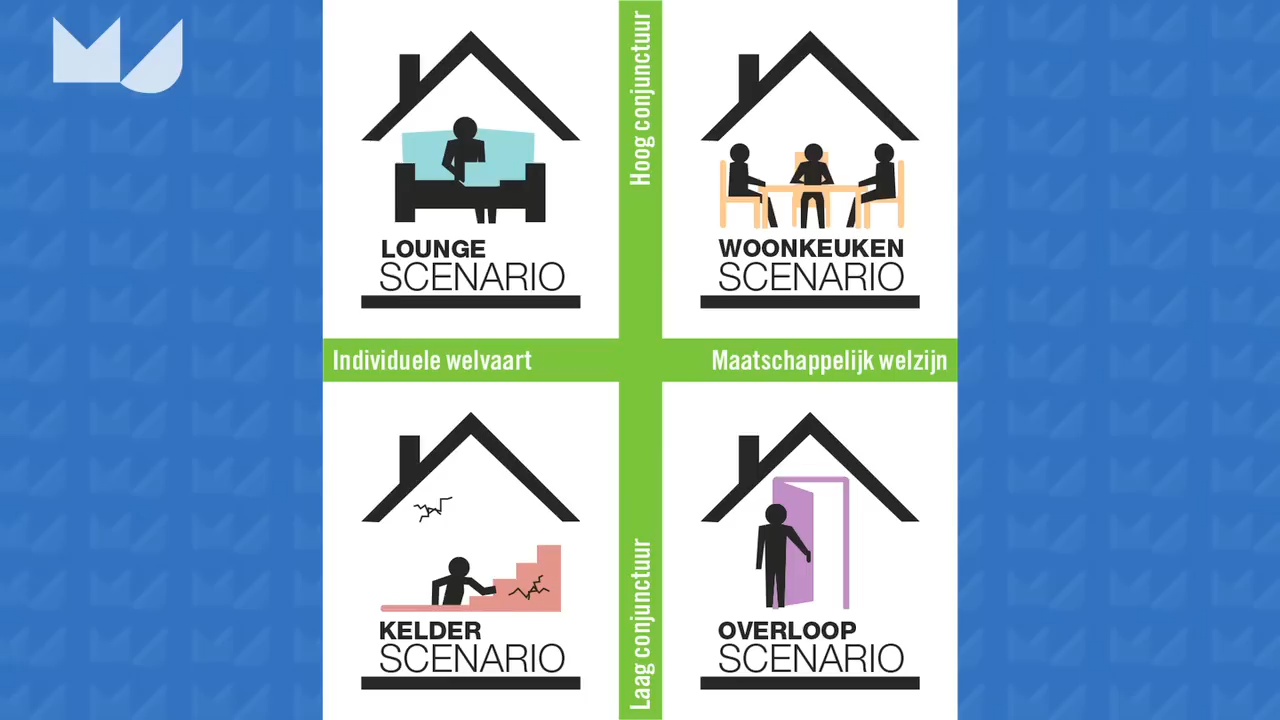 Hoog conjunctuur
LOUNGE
SCENARIO
WOONKEUKEN
SCENARIO
Individuele welvaart
Maatschappelijk welzijn
KELDER
SCENARIO
OVERLOOP
SCENARIO
Laag conjunctuur